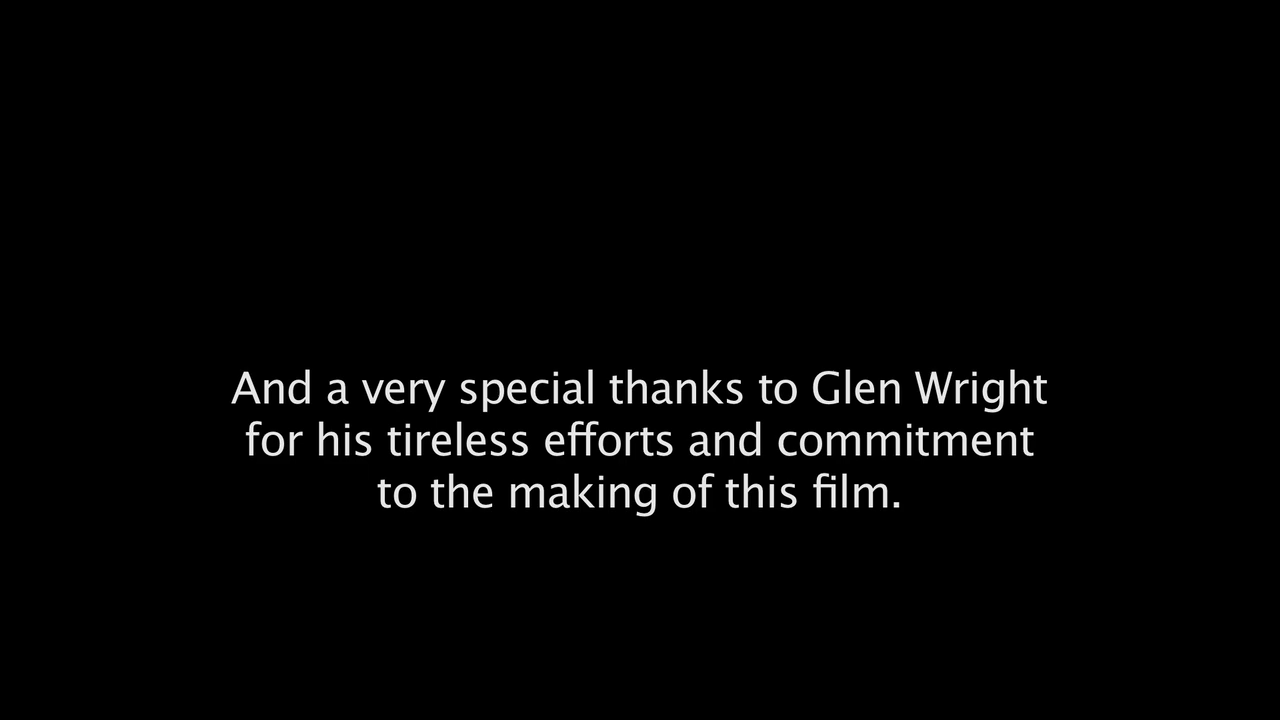 And a very special thanks to Glen Wright
for his tireless efforts and commitment
to the making of this film.